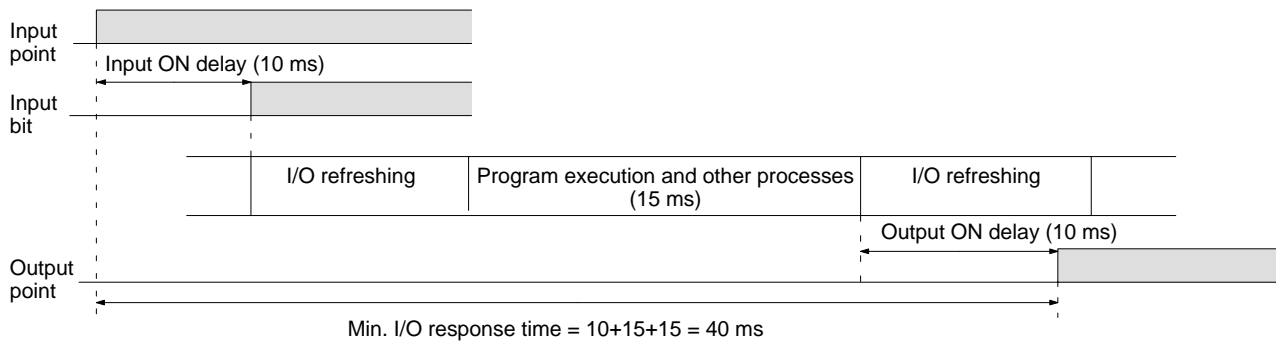 Input
point
Input ON delay (10 ms)
Input
bit
I/O refreshing
Program execution and other processes
(15 ms)
I/O refreshing
Output ON delay (10 ms)
Output
point
Min. I/O response time = 10+15+15 = 40 ms